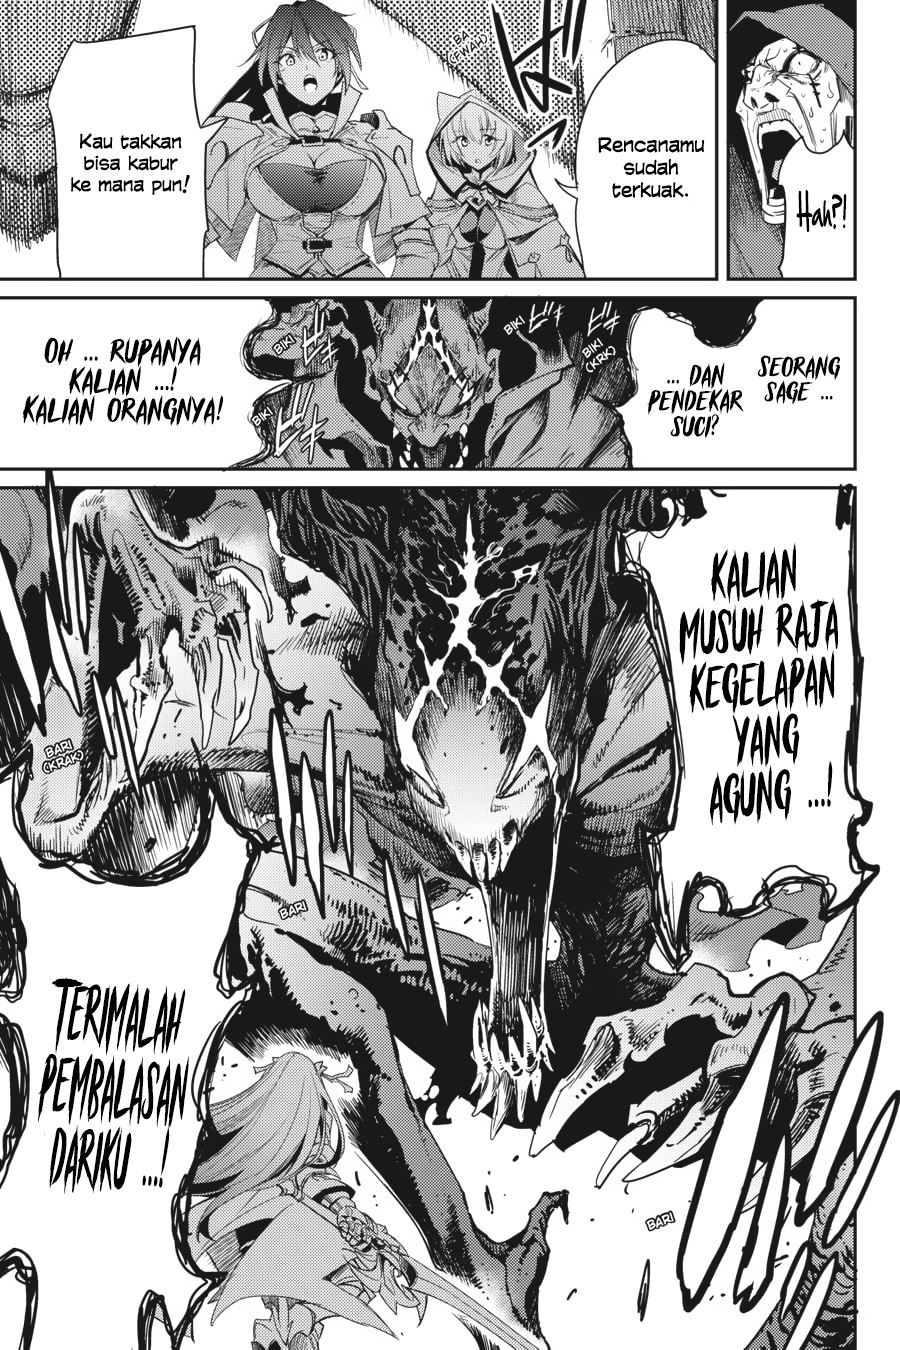 Hah?!
Rencanamu
sudah
terkuak.
BA
(NAK)
Kau takkan
bisa kabur
ke mana pun!
SEORANG
SAGE ...
... DAN
PENDEKAR
SUCI?
BIKI
BIKI
(KRK)
BIKI
BIKI
OH ... RUPANYA
KALIAN ...!
KALIAN ORANGNYA!
KALIAN
MUSUH RAJA
KEGELAPAN
YANG
AGUNG ...!
BARI
(KRAK)
BARI
TERIMALAH
PEMBALASAN
DARIKU ...!
BARI